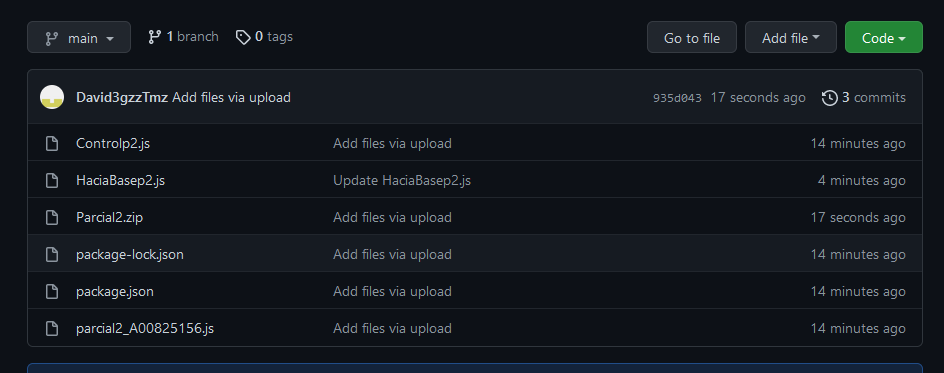 main 1 branch 0 tags Go to file Add file Code
David3gzzTmz Add files via upload 935d043 17 seconds ago 3 commits
Controlp2.js Add files via upload 14 minutes ago
HaciaBasep2.js Update HaciaBasep2.js 4 minutes ago
Parcial2.zip Add files via upload 17 seconds ago
package-lock.json Add files via upload 14 minutes ago
package.json Add files via upload 14 minutes ago
parcial2_A00825156.js Add files via upload 14 minutes ago